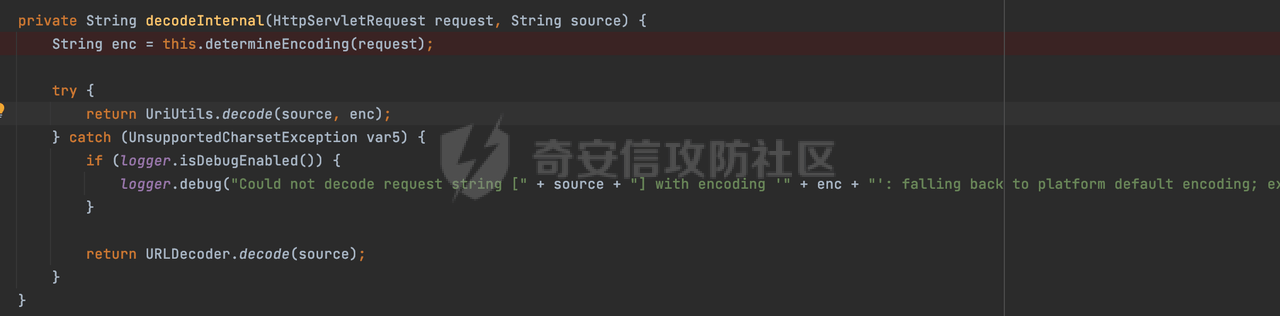 private String decodeInternal(HttpServletRequest request, String source) {
    String enc = this.determineEncoding(request);

    try {
        return UriUtils.decode(source, enc);
    } catch (UnsupportedCharsetException var5) {
        if (logger.isDebugEnabled()) {
            logger.debug("Could not decode request string [" + source + "] with encoding '" + enc + "': falling back to platform default encoding; ex
        }

        return URLDecoder.decode(source);
    }
}
奇安信攻防社区